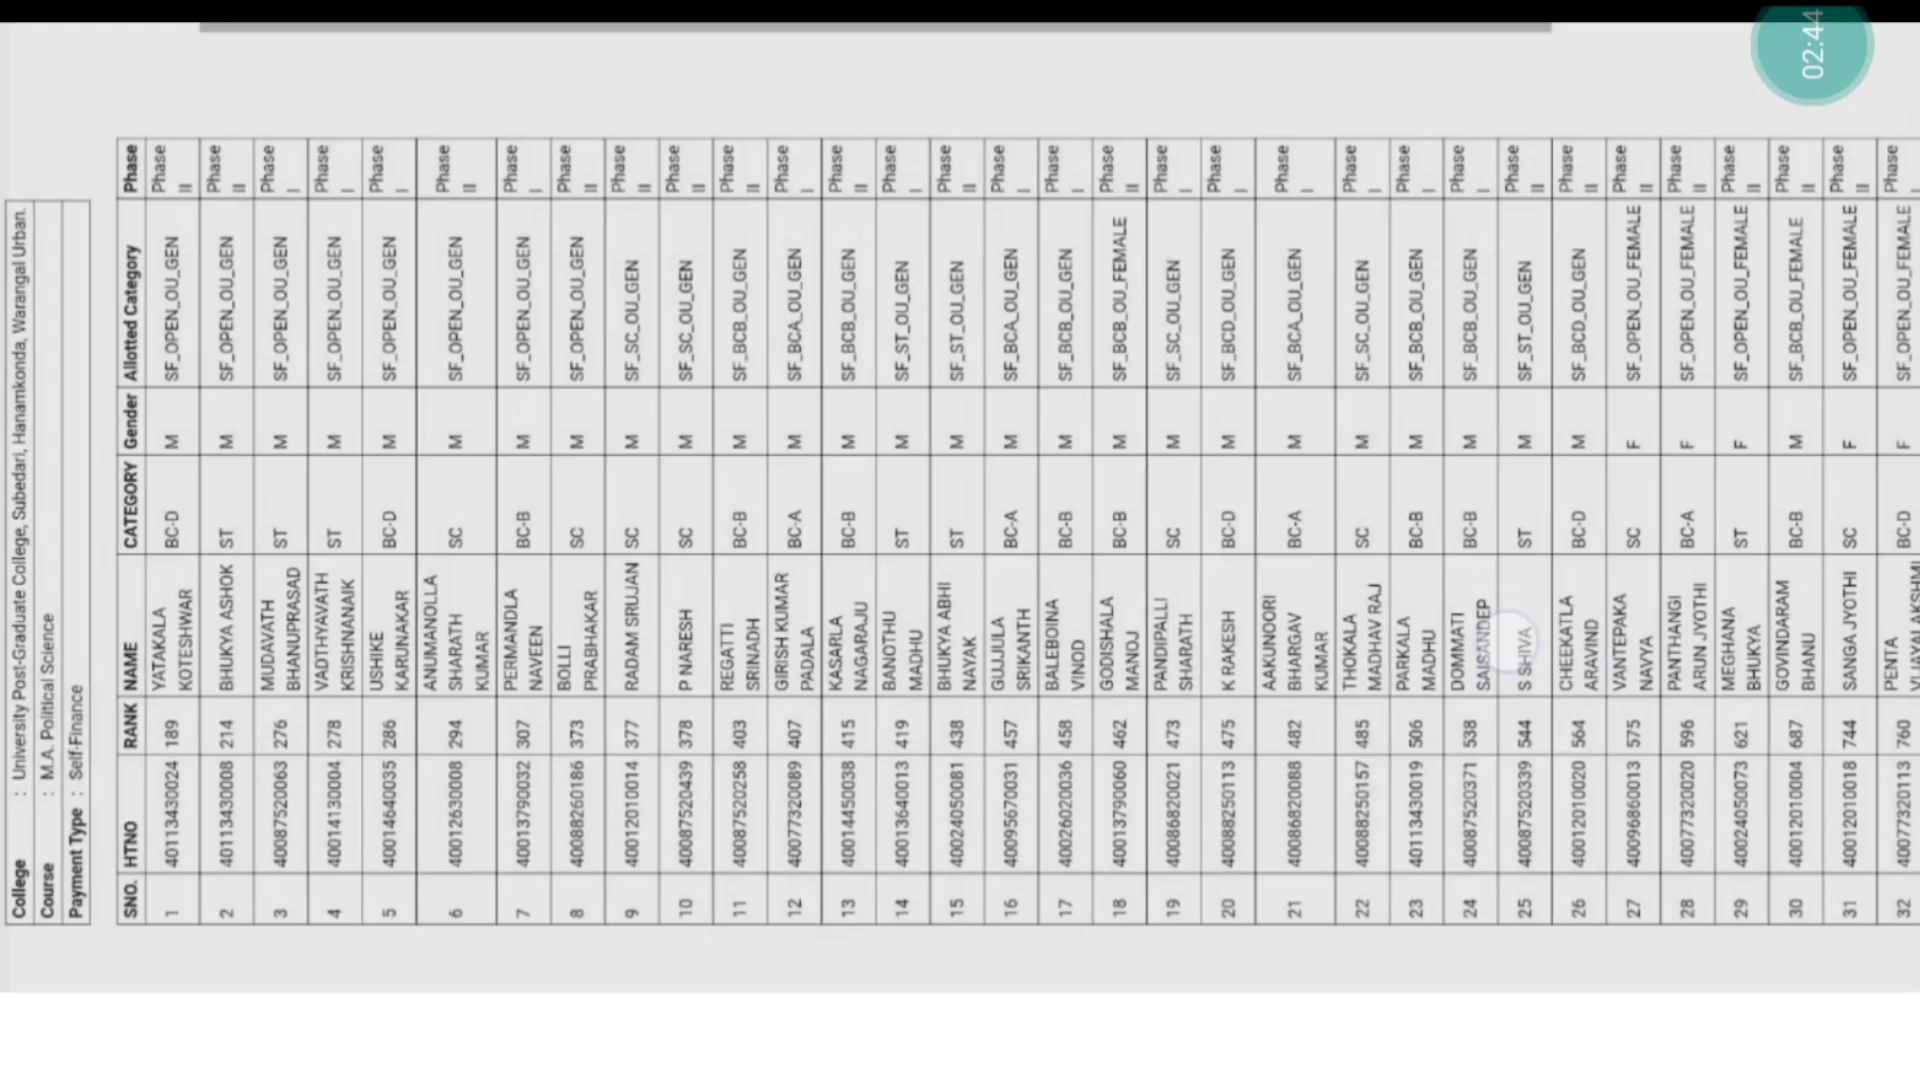 02:44
College : University Post-Graduate College, Subedari, Hanamkonda, Warangal Urban.
Course : M.A. Political Science
Payment Type : Self-Finance
SNO. HTNO RANK NAME CATEGORY Gender Allotted Category Phase
1 40113430024 189 YATAKALA KOTESHWAR BC-D M SF_OPEN_OU_GEN Phase II
2 40113430008 214 BHUKYA ASHOK ST M SF_OPEN_OU_GEN Phase II
3 40087520063 276 MUDAVATH BHANUPRASAD ST M SF_OPEN_OU_GEN Phase I
4 40014130004 278 VADTHYAVATH KRISHNANAIK ST M SF_OPEN_OU_GEN Phase I
5 40014640035 286 USHIKE KARUNAKAR BC-D M SF_OPEN_OU_GEN Phase I
6 40012630008 294 ANUMANOLLA SHARATH KUMAR SC M SF_OPEN_OU_GEN Phase II
7 40013790032 307 PERMANDLA NAVEEN BC-B M SF_OPEN_OU_GEN Phase I
8 40088260186 373 BOLLI PRABHAKAR SC M SF_OPEN_OU_GEN Phase II
9 40012010014 377 RADAM SRUJAN SC M SF_SC_OU_GEN Phase II
10 40087520439 378 P NARESH SC M SF_SC_OU_GEN Phase II
11 40087520258 403 REGATTI SRINADH BC-B M SF_BCB_OU_GEN Phase II
12 40077320089 407 GIRISH KUMAR PADALA BC-A M SF_BCA_OU_GEN Phase I
13 40014450038 415 KASARLA NAGARAJU BC-B M SF_BCB_OU_GEN Phase II
14 40013640013 419 BANOTHU MADHU ST M SF_ST_OU_GEN Phase I
15 40024050081 438 BHUKYA ABHI NAYAK ST M SF_ST_OU_GEN Phase II
16 40095670031 457 GUJJULA SRIKANTH BC-A M SF_BCA_OU_GEN Phase I
17 40026020036 458 BALEBOINA VINOD BC-B M SF_BCB_OU_GEN Phase I
18 40013790060 462 GODISHALA MANOJ BC-B M SF_BCB_OU_FEMALE Phase II
19 40086820021 473 PANDIPALLI SHARATH SC M SF_SC_OU_GEN Phase I
20 40088250113 475 K RAKESH BC-D M SF_BCD_OU_GEN Phase I
21 40086820088 482 AAKUNOORI BHARGAV KUMAR BC-A M SF_BCA_OU_GEN Phase I
22 40088250157 485 THOKALA MADHAV RAJ SC M SF_SC_OU_GEN Phase I
23 40113430019 506 PARKALA MADHU BC-B M SF_BCB_OU_GEN Phase I
24 40087520371 538 DOMMATI SAISANDEP BC-B M SF_BCB_OU_GEN Phase I
25 40087520339 544 S SHIVA ST M SF_ST_OU_GEN Phase II
26 40012010020 564 CHEEKATLA ARAVIND BC-D M SF_BCD_OU_GEN Phase II
27 40096860013 575 VANTEPAKA NAVYA SC F SF_OPEN_OU_FEMALE Phase II
28 40077320020 596 PANTHANGI ARUN JYOTHI BC-A F SF_OPEN_OU_FEMALE Phase II
29 40024050073 621 MEGHANA BHUKYA ST F SF_OPEN_OU_FEMALE Phase II
30 40012010004 687 GOVINDARAM BHANU BC-B M SF_BCB_OU_FEMALE Phase II
31 40012010018 744 SANGA JYOTHI SC F SF_OPEN_OU_FEMALE Phase II
32 40077320113 760 PENTA VIJAYALAKSHMI BC-D F SF_OPEN_OU_FEMALE Phase